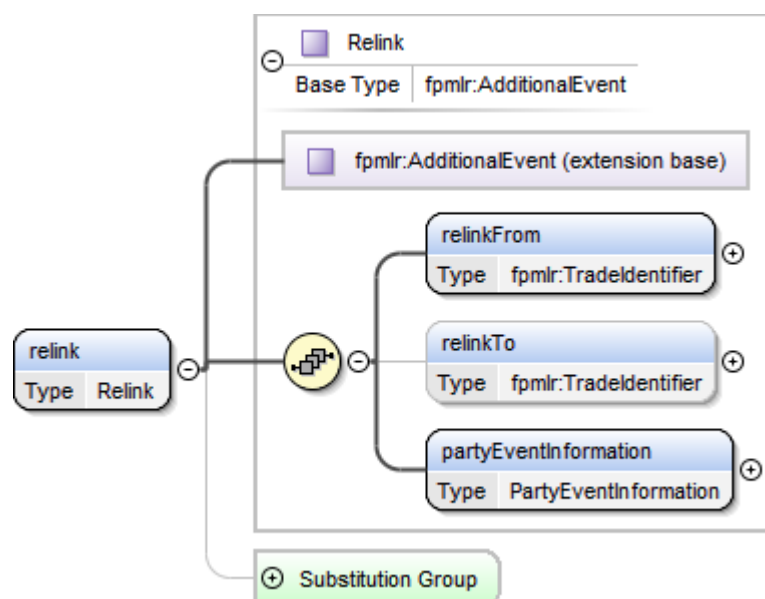 Relink
Base Type fpmlr:AdditionalEvent
fpmlr:AdditionalEvent (extension base)
relinkFrom
Type fpmlr:TradeIdentifier
relink
Type Relink
relinkTo
Type fpmlr:TradeIdentifier
partyEventInformation
Type PartyEventInformation
Substitution Group